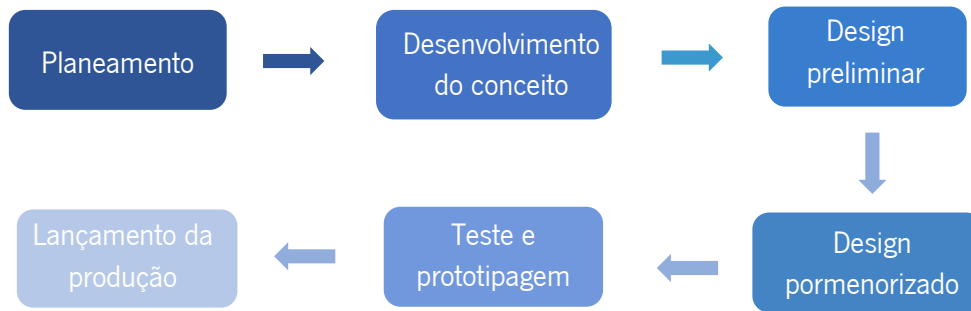 Planeamento
Desenvolvimento
do conceito
Design
preliminar
Design
pormenorizado
Teste e
prototipagem
Lançamento da
produção